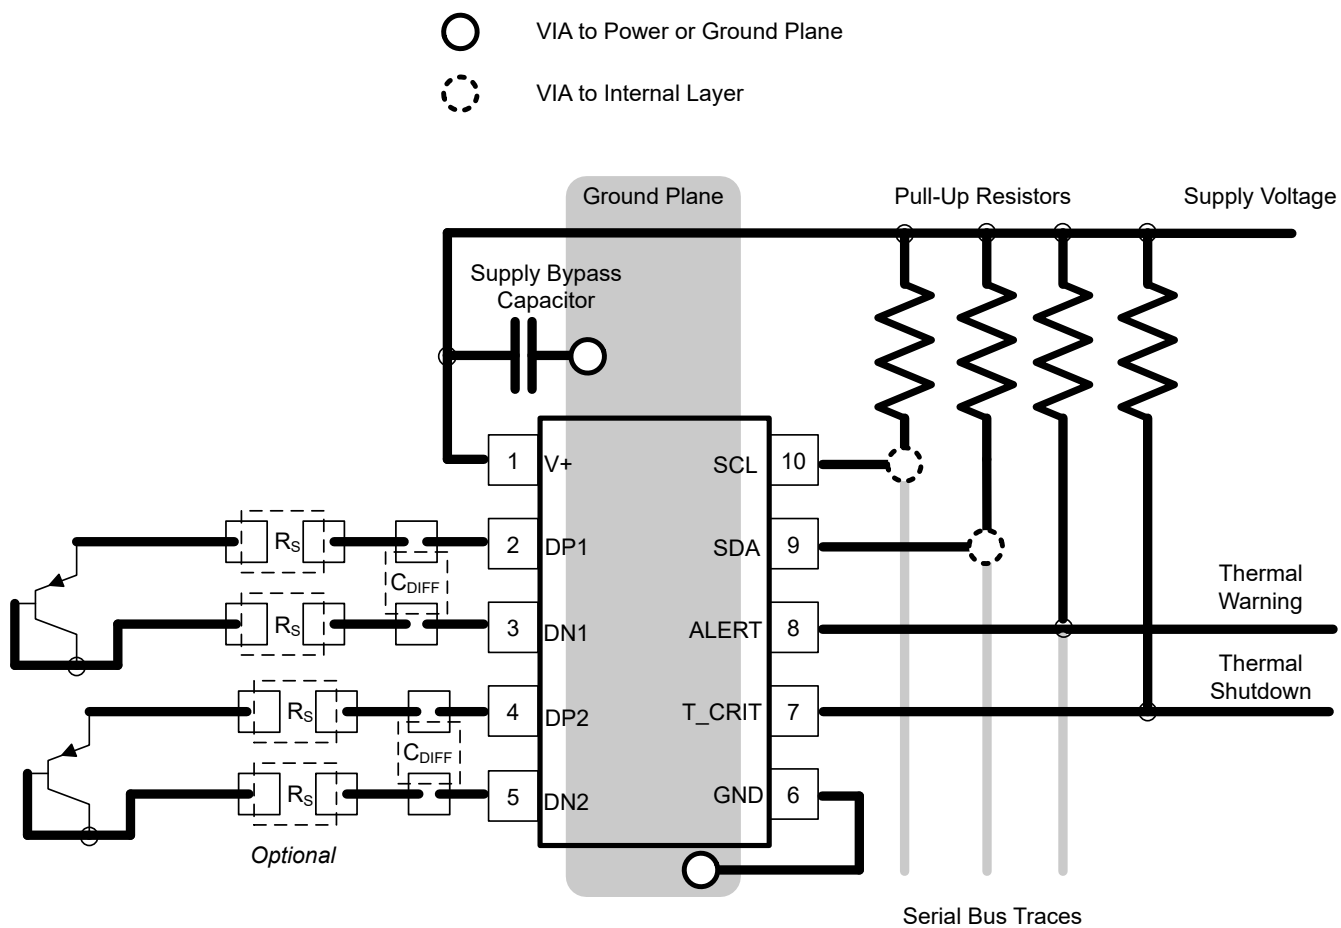 VIA to Power or Ground Plane
VIA to Internal Layer
Ground Plane
Pull-Up Resistors
Supply Voltage
Supply Bypass
Capacitor
1 V+
SCL 10
RS
2 DP1
SDA 9
CDIFF
Thermal
Warning
RS
3 DN1
ALERT 8
Thermal
Shutdown
RS
4 DP2
T_CRIT 7
CDIFF
RS
5 DN2
GND 6
Optional
Serial Bus Traces